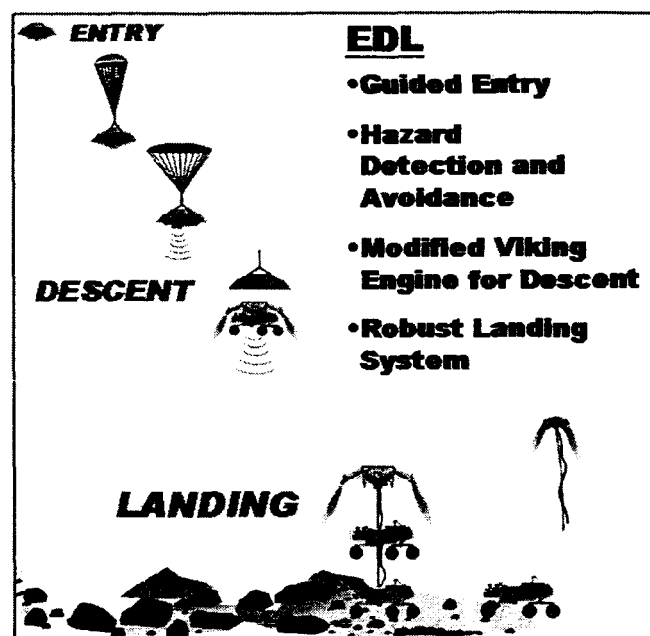 ENTRY
EDL
•Guided Entry
•Hazard
Detection and
Avoidance
•Modified Viking
Engine for Descent
•Robust Landing
System
DESCENT
LANDING